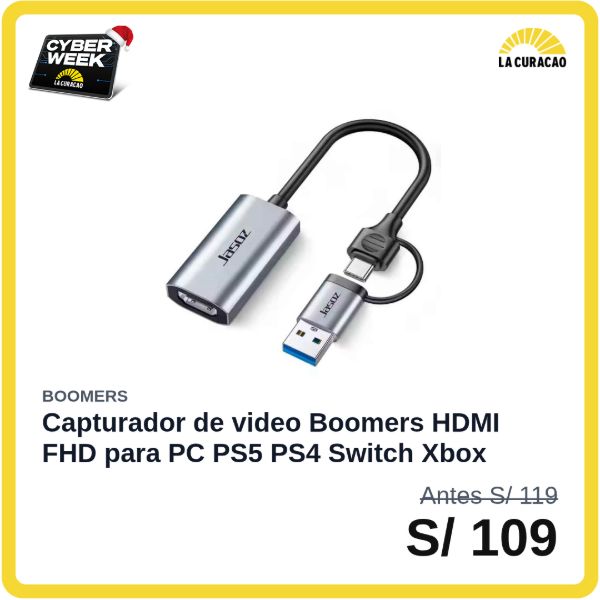 CYBER
WEEK
LA CURACAO
LA CURACAO
Jasoz
Jasoz
BOOMERS
Capturador de video Boomers HDMI
FHD para PC PS5 PS4 Switch Xbox
Antes S/ 119
S/ 109